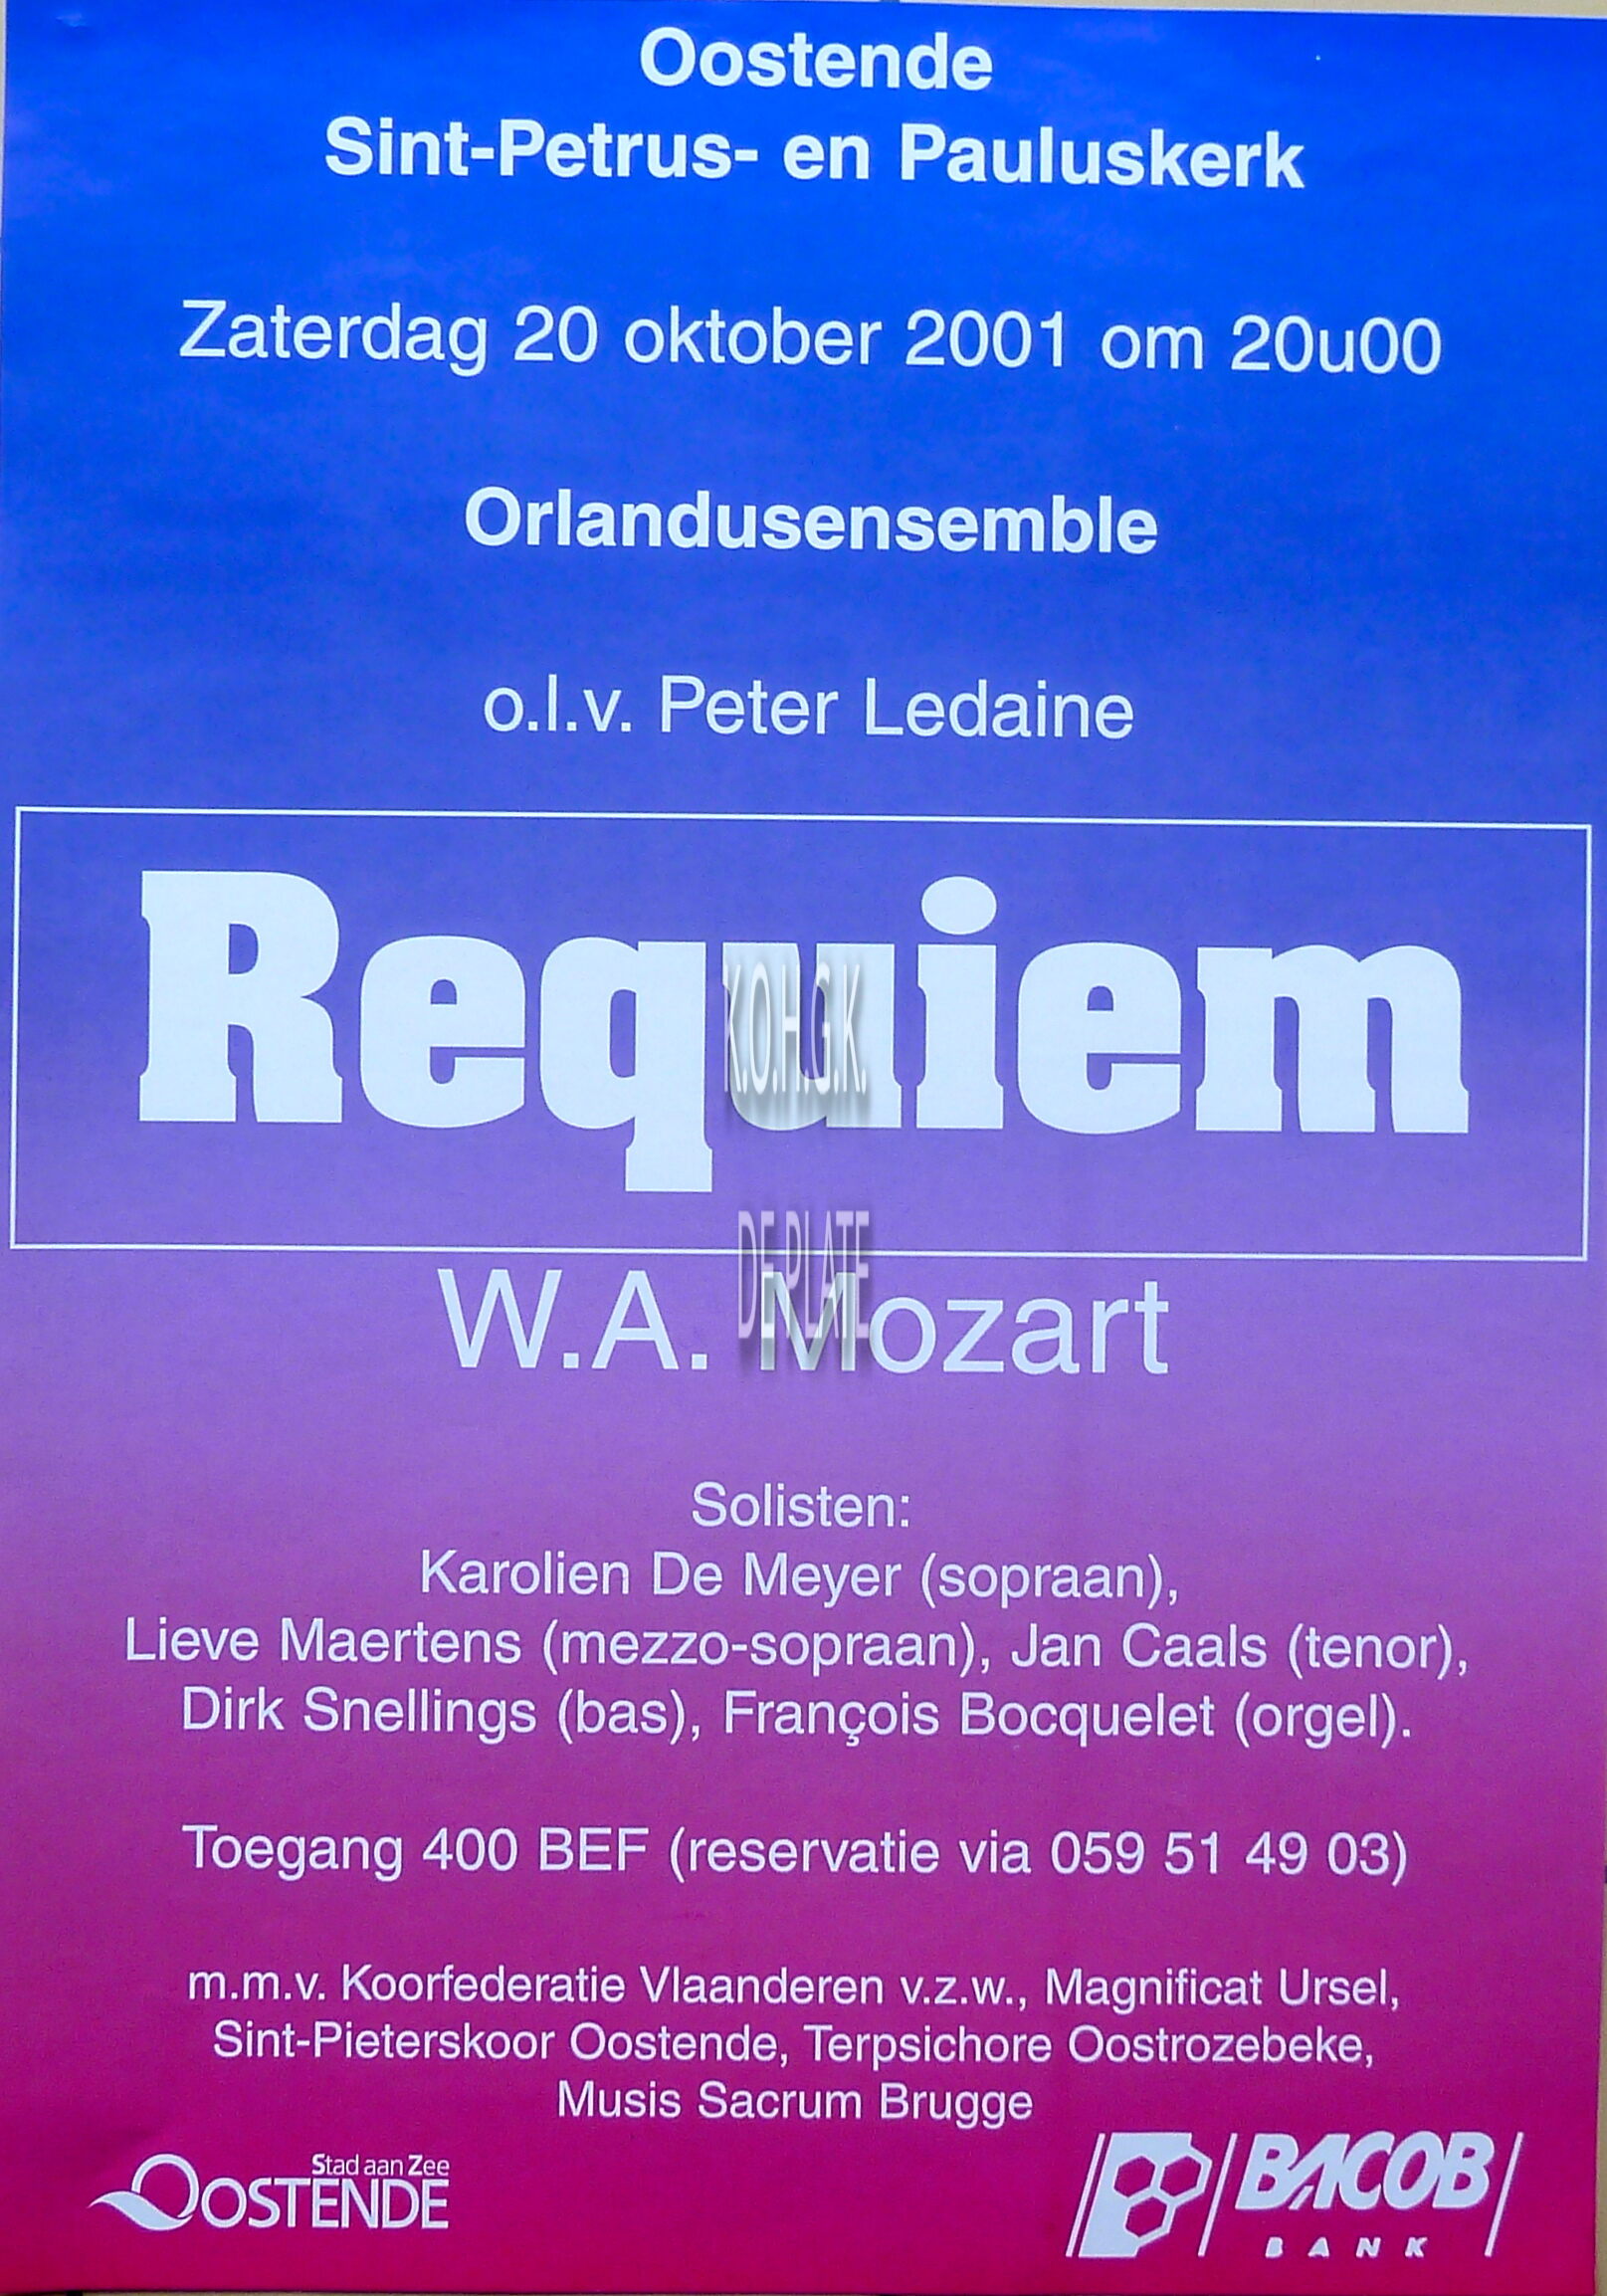 Oostende
Sint-Petrus- en Pauluskerk
Zaterdag 20 oktober 2001 om 20u00
Orlandusensemble
o.l.v. Peter Ledaine
Requiem
K.O.H.G.K.
DE PLATE
W.A. Mozart
Solisten:
Karolien De Meyer (sopraan),
Lieve Maertens (mezzo-sopraan), Jan Caals (tenor),
Dirk Snellings (bas), François Bocquelet (orgel).
Toegang 400 BEF (reservatie via 059 51 49 03)
m.m.v. Koorfederatie Vlaanderen v.z.w., Magnificat Ursel,
Sint-Pieterskoor Oostende, Terpsichore Oostrozebeke,
Musis Sacrum Brugge
Stad aan Zee
OOSTENDE
BACOB
BANK